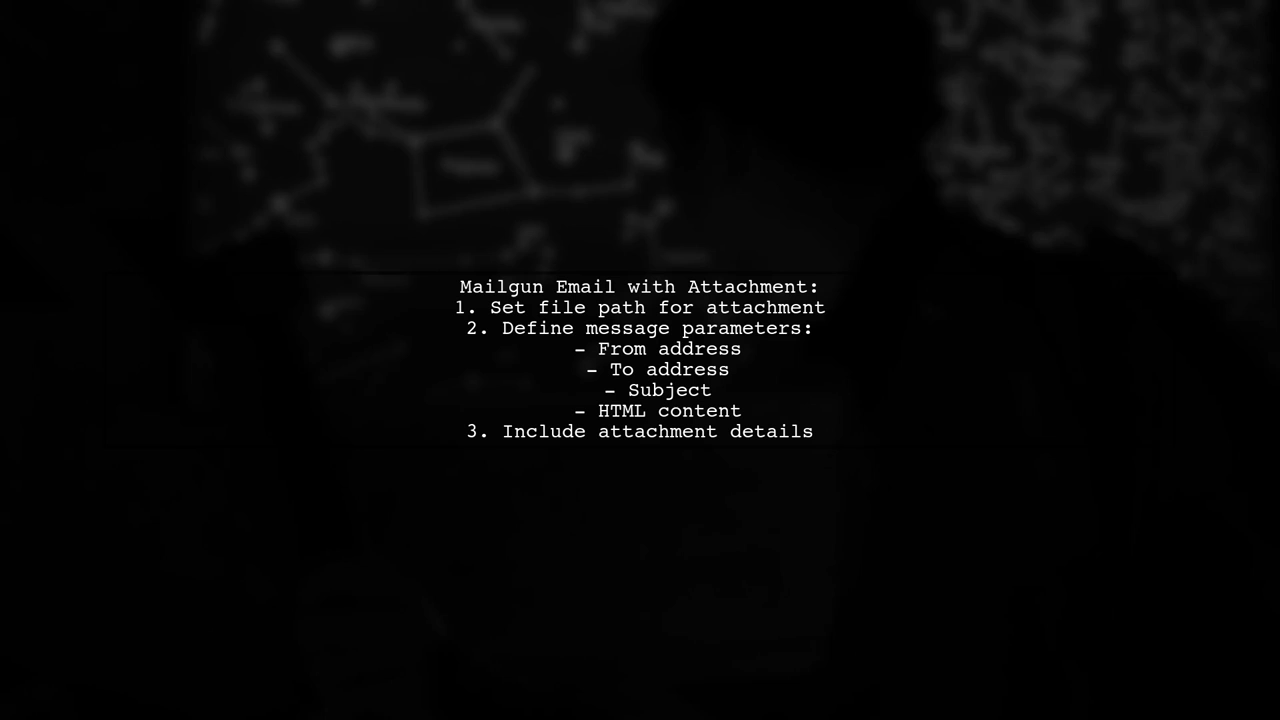 Mailgun Email with Attachment:
1. Set file path for attachment
2. Define message parameters:
- From address
- To address
- Subject
- HTML content
3. Include attachment details